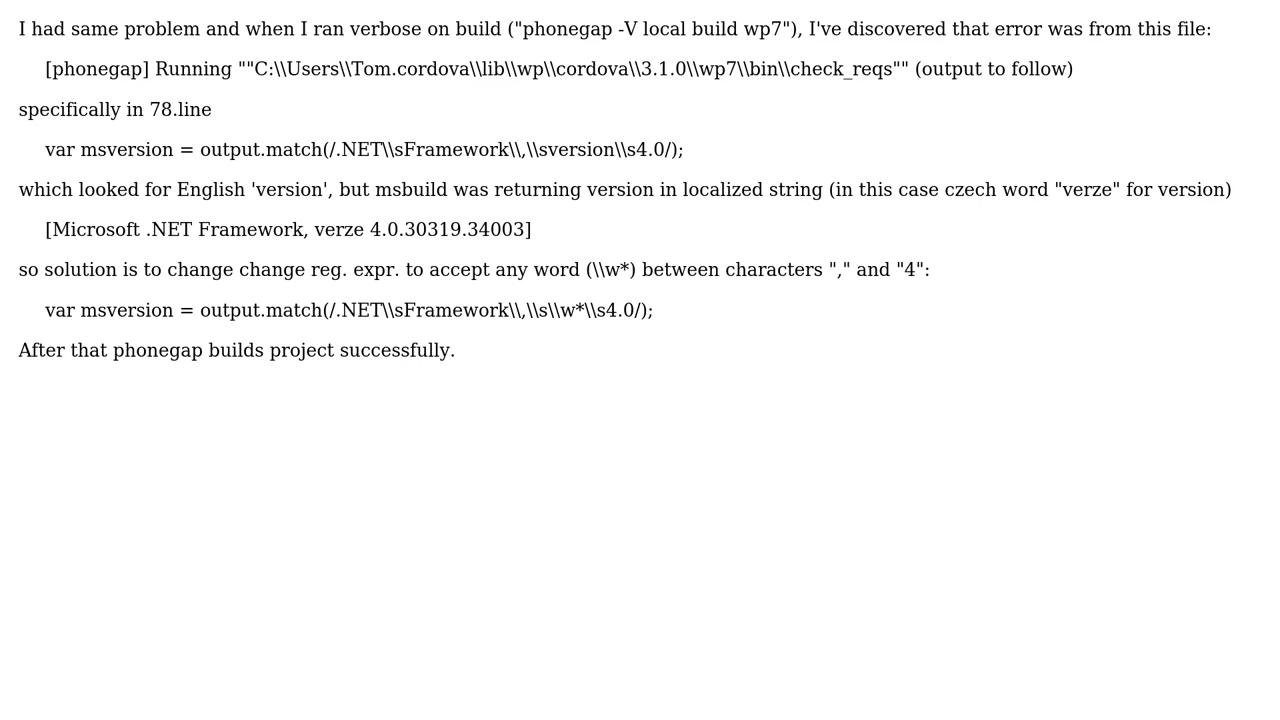 I had same problem and when I ran verbose on build ("phonegap -V local build wp7"), I've discovered that error was from this file:
[phonegap] Running ""C:\\Users\\Tom.cordova\\lib\\wp\\cordova\\3.1.0\\wp7\\bin\\check_reqs"" (output to follow)
specifically in 78.line
var msversion = output.match(/.NET\\sFramework\\,\\sversion\\s4.0/);
which looked for English 'version', but msbuild was returning version in localized string (in this case czech word "verze" for version)
[Microsoft .NET Framework, verze 4.0.30319.34003]
so solution is to change change reg. expr. to accept any word (\\w*) between characters "," and "4":
var msversion = output.match(/.NET\\sFramework\\,\\s\\w*\\s4.0/);
After that phonegap builds project successfully.